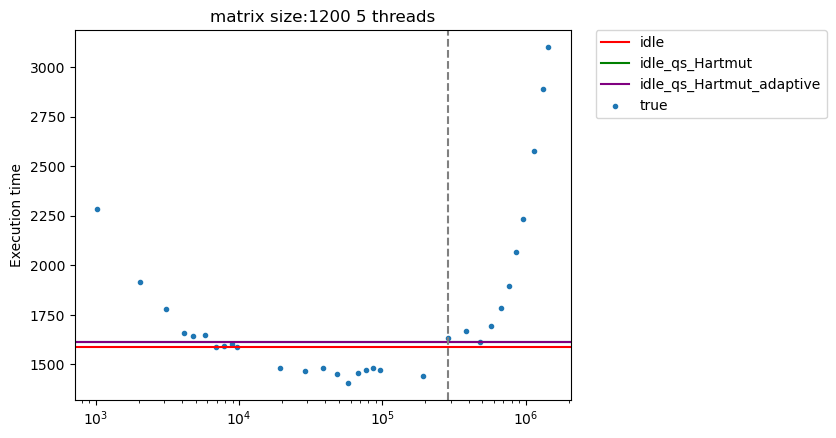 matrix size:1200 5 threads
idle
idle_qs_Hartmut
idle_qs_Hartmut_adaptive
true
Execution time
3000
2750
2500
2250
2000
1750
1500
10³
10⁴
10⁵
10⁶